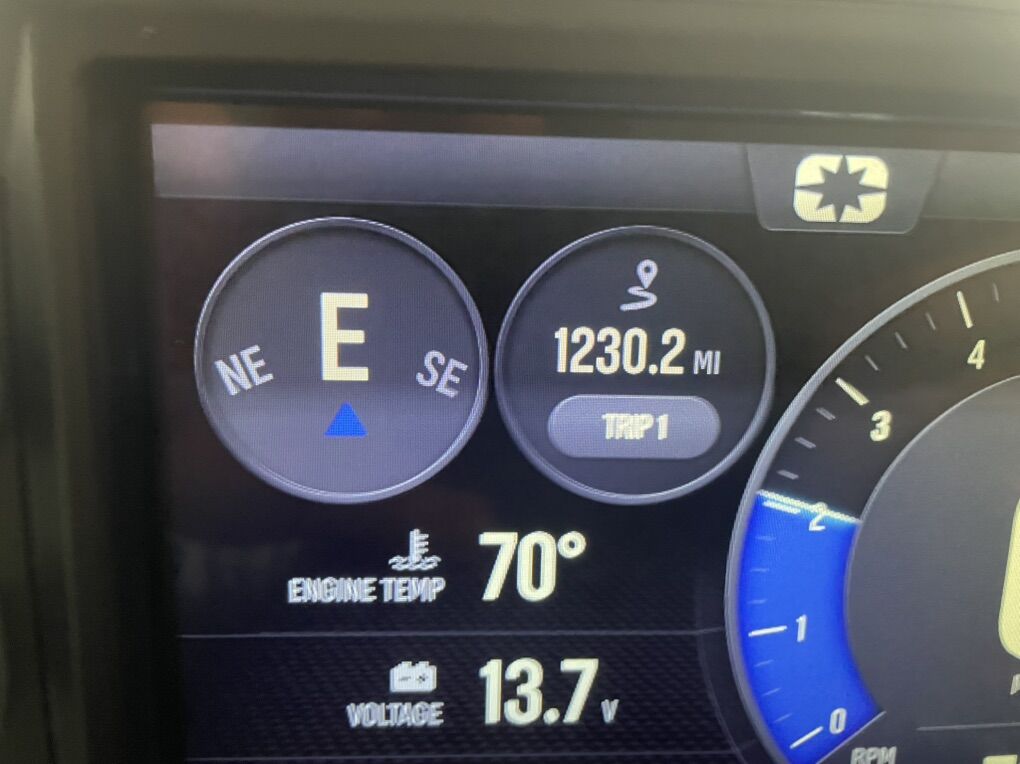 E
NE
SE
1230.2 MI
TRIP 1
ENGINE TEMP
70°
VOLTAGE
13.7 V
4
3
2
1
0
RPM